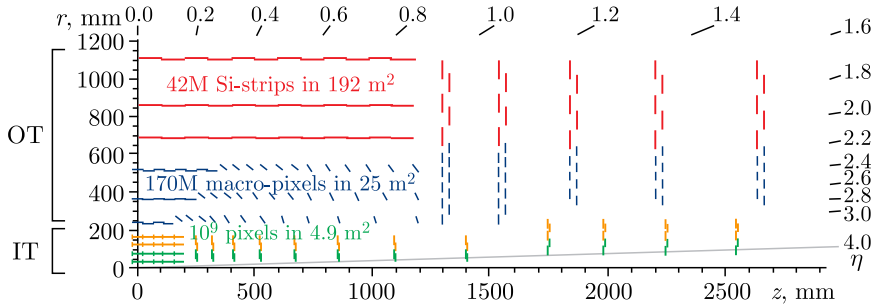 r, mm 0.0 0.2 0.4 0.6 0.8 1.0 1.2 1.4 1.6
1200
1000 42M Si-strips in 192 m² 1.8
800 2.0
OT
600 2.2
2.4
400 170M macro-pixels in 25 m² 2.6
2.8
200 10⁹ pixels in 4.9 m² 3.0
IT 4.0
0 η
0 500 1000 1500 2000 2500 z, mm